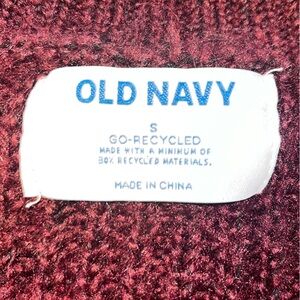 OLD NAVY
S
GO-RECYCLED
MADE WITH A MINIMUM OF
30% RECYCLED MATERIALS.
MADE IN CHINA